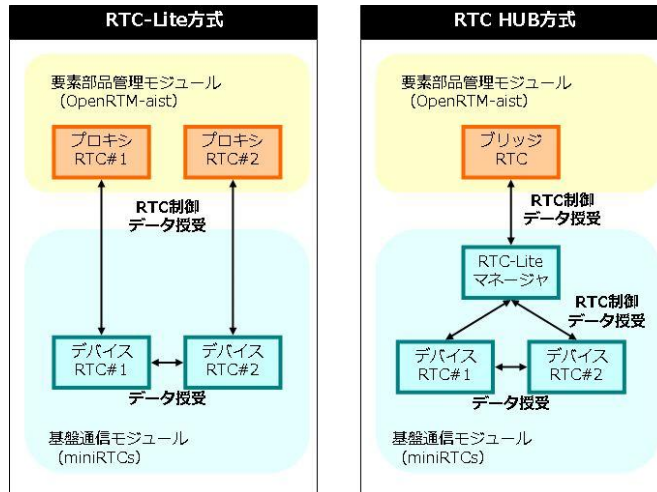 RTC-Lite方式
要素部品管理モジュール
(OpenRTM-aist)
プロキシ
RTC#1
プロキシ
RTC#2
RTC制御
データ授受
デバイス
RTC#1
デバイス
RTC#2
データ授受
基盤通信モジュール
(miniRTCs)
RTC HUB方式
要素部品管理モジュール
(OpenRTM-aist)
ブリッジ
RTC
RTC制御
データ授受
RTC-Lite
マネージャ
RTC制御
データ授受
デバイス
RTC#1
デバイス
RTC#2
データ授受
基盤通信モジュール
(miniRTCs)